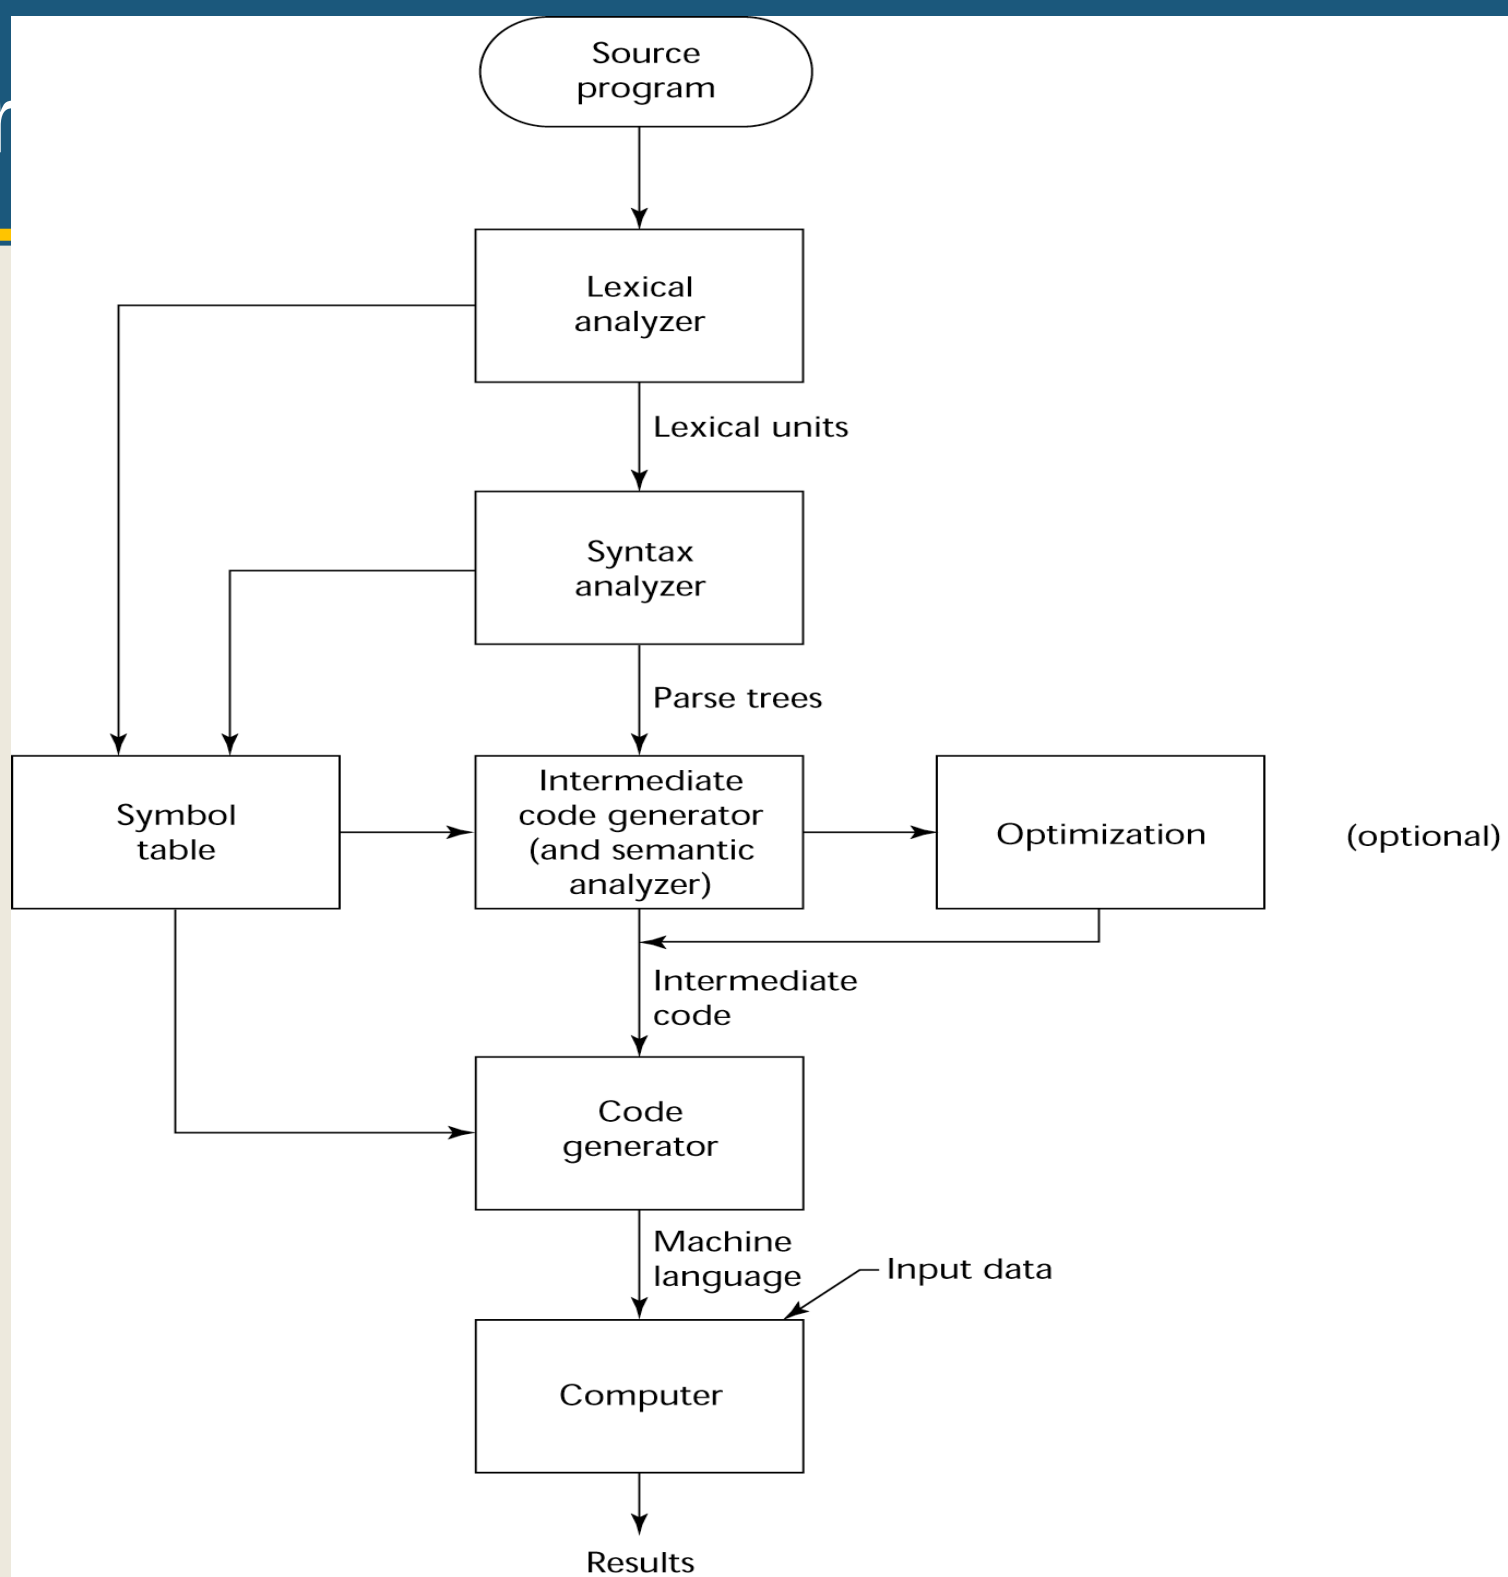 Source
program
Lexical
analyzer
Lexical units
Syntax
analyzer
Parse trees
Symbol
table
Intermediate
code generator
(and semantic
analyzer)
Optimization
(optional)
Intermediate
code
Code
generator
Machine
language
Input data
Computer
Results